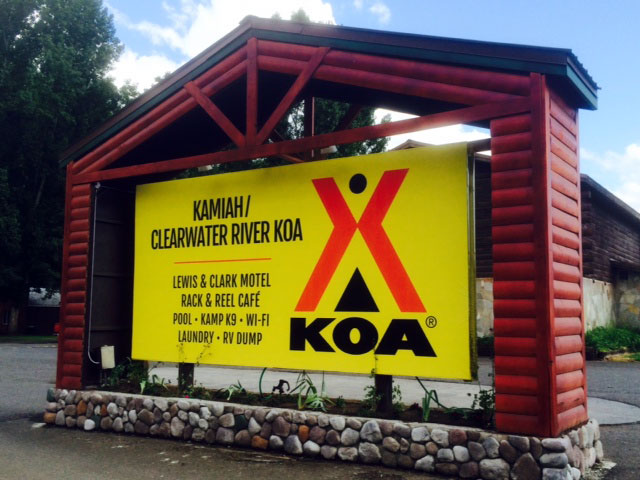 KAMIAH/
CLEARWATER RIVER KOA
LEWIS & CLARK MOTEL
RACK & REEL CAFÉ
POOL • KAMP K9 • WI-FI
LAUNDRY • RV DUMP
KOA®